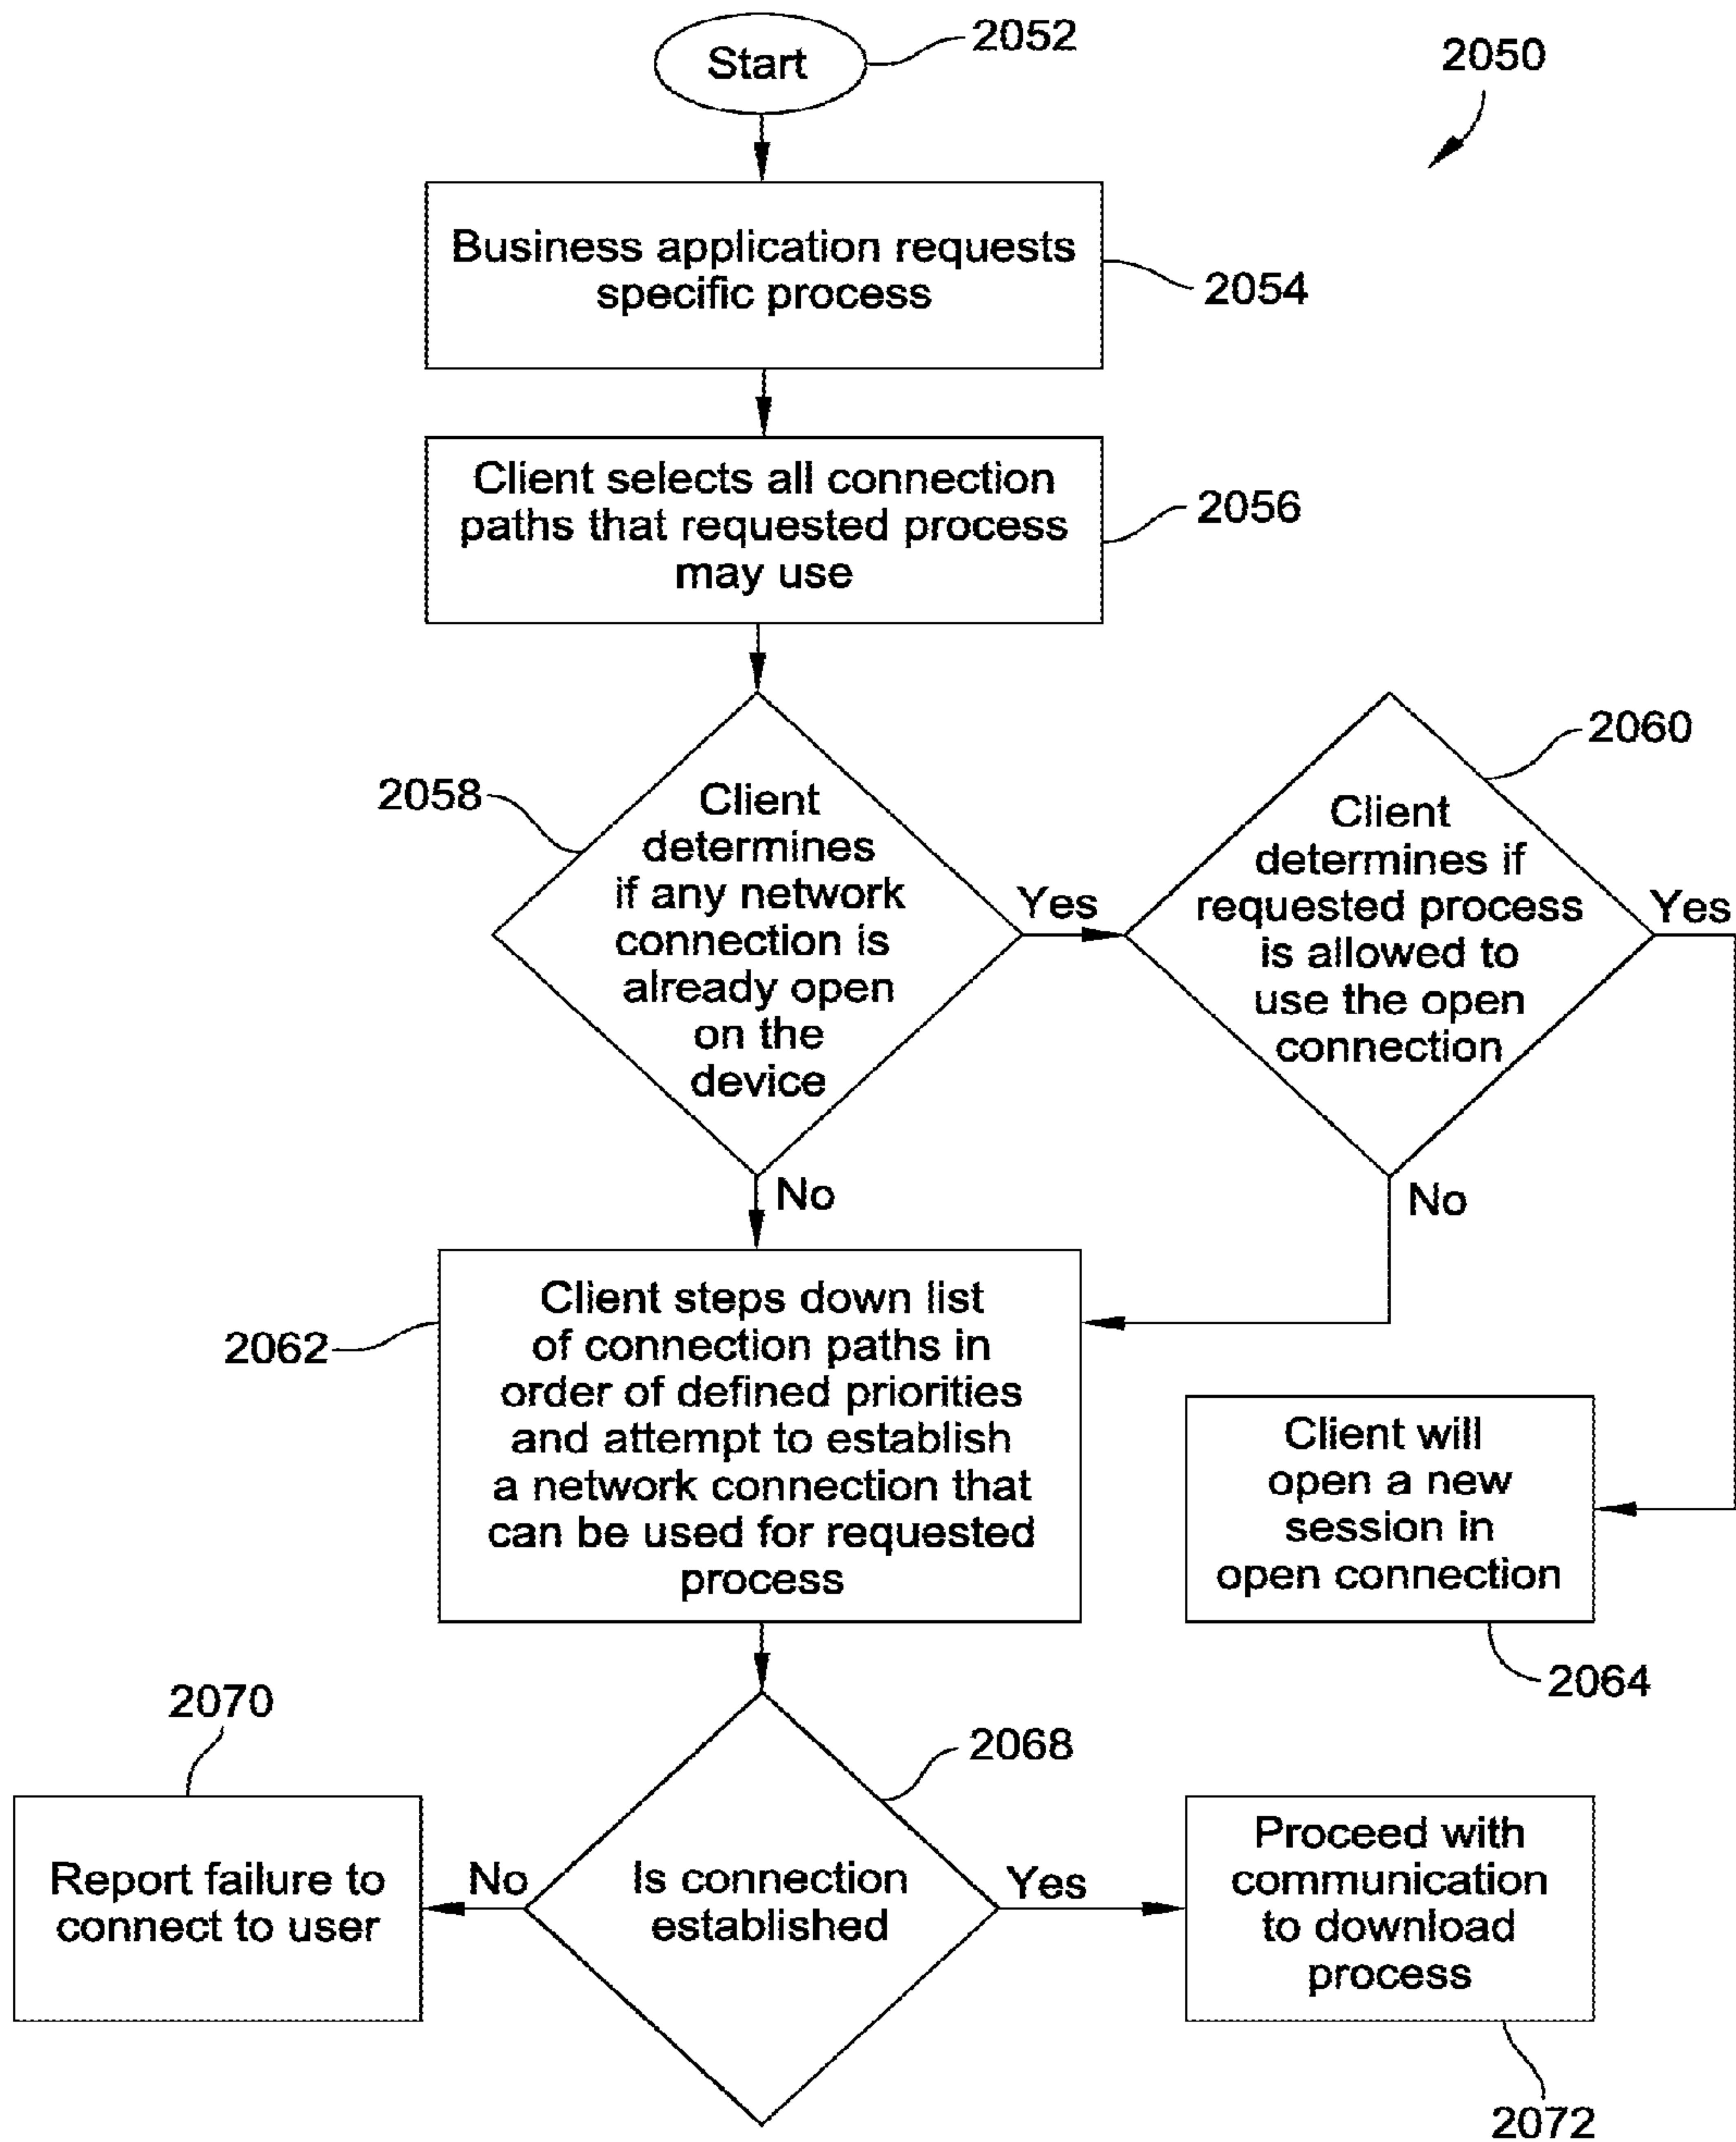 Start
2052
2050
Business application requests
specific process
2054
Client selects all connection
paths that requested process
may use
2056
2058
Client
determines
if any network
connection is
already open
on the
device
Yes
No
2060
Client
determines if
requested process
is allowed to
use the open
connection
Yes
No
2062
Client steps down list
of connection paths in
order of defined priorities
and attempt to establish
a network connection that
can be used for requested
process
Client will
open a new
session in
open connection
2064
2070
Report failure to
connect to user
No
2068
Is connection
established
Yes
Proceed with
communication
to download
process
2072